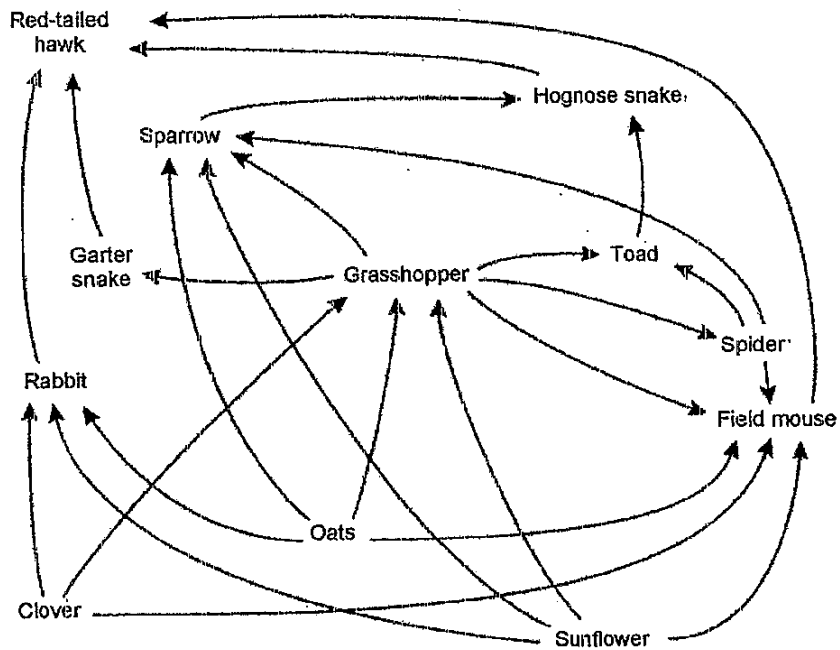 Red-tailed
hawk
Hognose snake
Sparrow
Garter
snake
Grasshopper
Toad
Spider
Rabbit
Field mouse
Oats
Clover
Sunflower